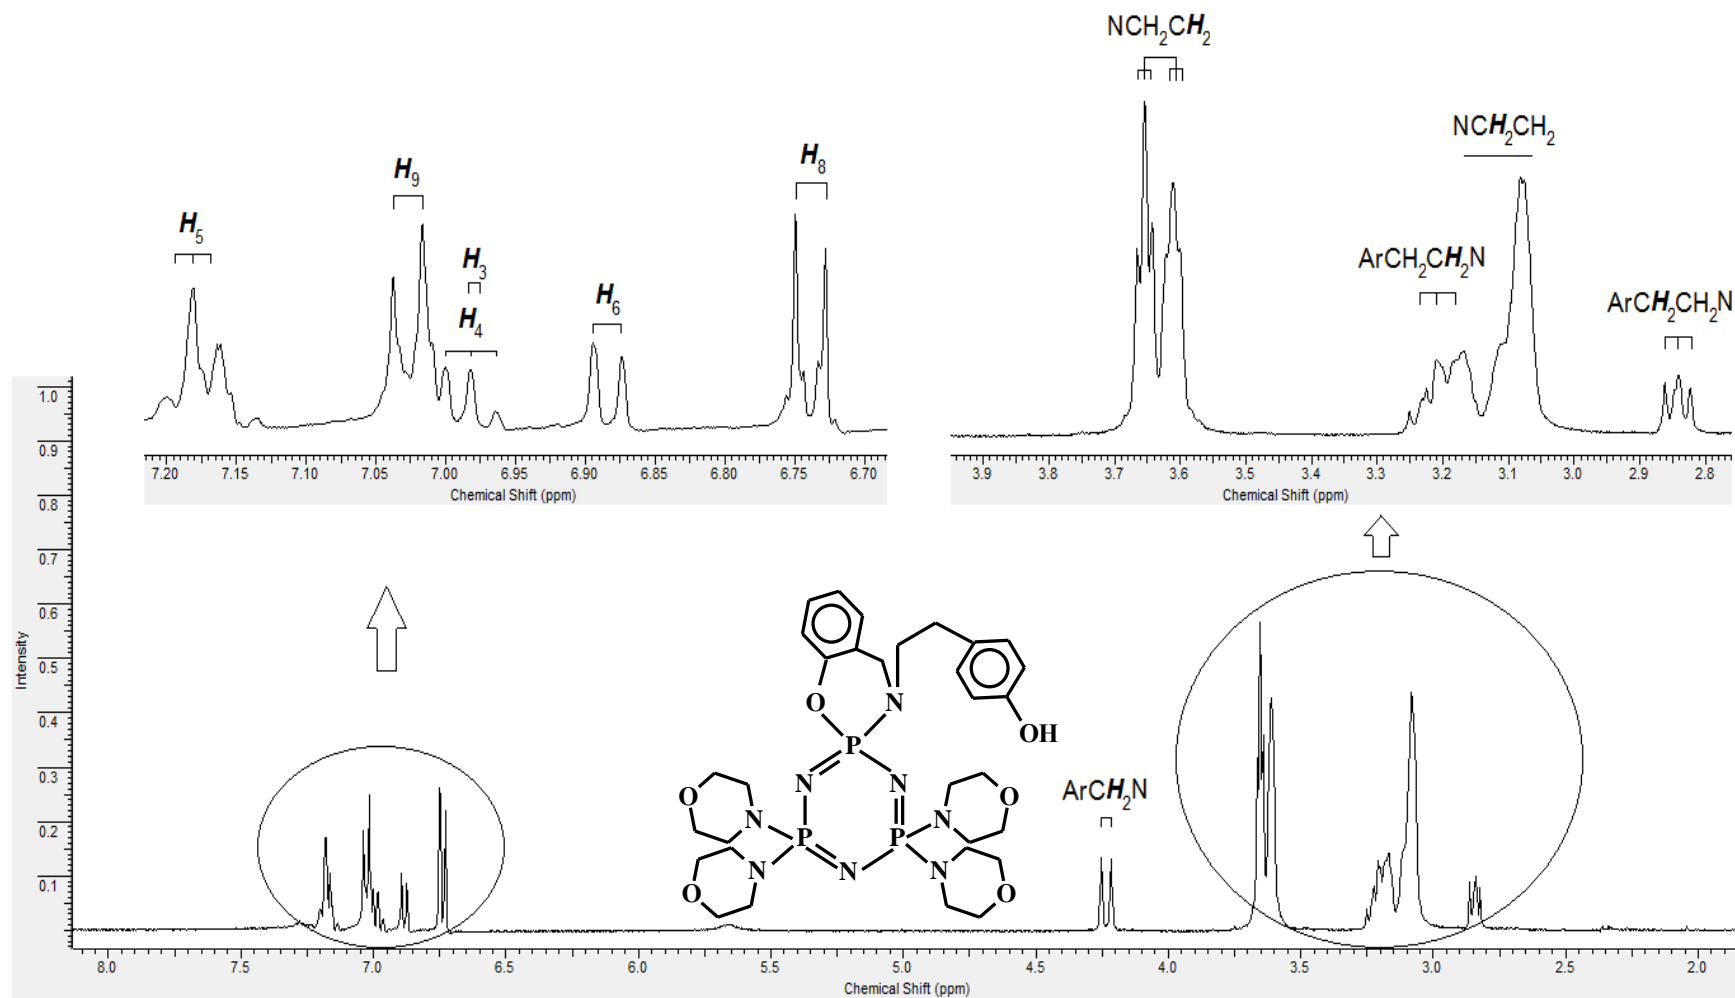 NCH2CH2
NCH2CH2
ArCH2CH2N
ArCH2CH2N
H9
H8
H5
H3
H4
H6
7.20 7.15 7.10 7.05 7.00 6.95 6.90 6.85 6.80 6.75 6.70
Chemical Shift (ppm)
3.9 3.8 3.7 3.6 3.5 3.4 3.3 3.2 3.1 3.0 2.9 2.8
Chemical Shift (ppm)
1.0
0.9
0.8
0.7
0.6
0.5
0.4
0.3
0.2
0.1
Intensity
O N
OH
P
N N
O N P P N O
O N N N O
ArCH2N
8.0 7.5 7.0 6.5 6.0 5.5 5.0 4.5 4.0 3.5 3.0 2.5 2.0
Chemical Shift (ppm)